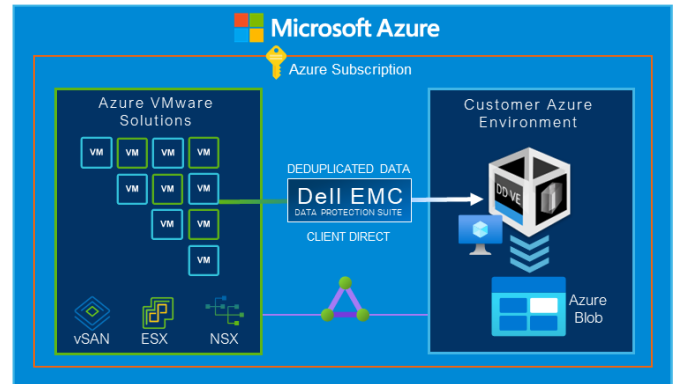 Microsoft Azure
Azure Subscription
Azure VMware
Solutions
VM VM VM VM
VM VM VM
VM VM
VM
vSAN ESX NSX
DEDUPLICATED DATA
Dell EMC
DATA PROTECTION SUITE
CLIENT DIRECT
Customer Azure
Environment
DD VE
Azure
Blob